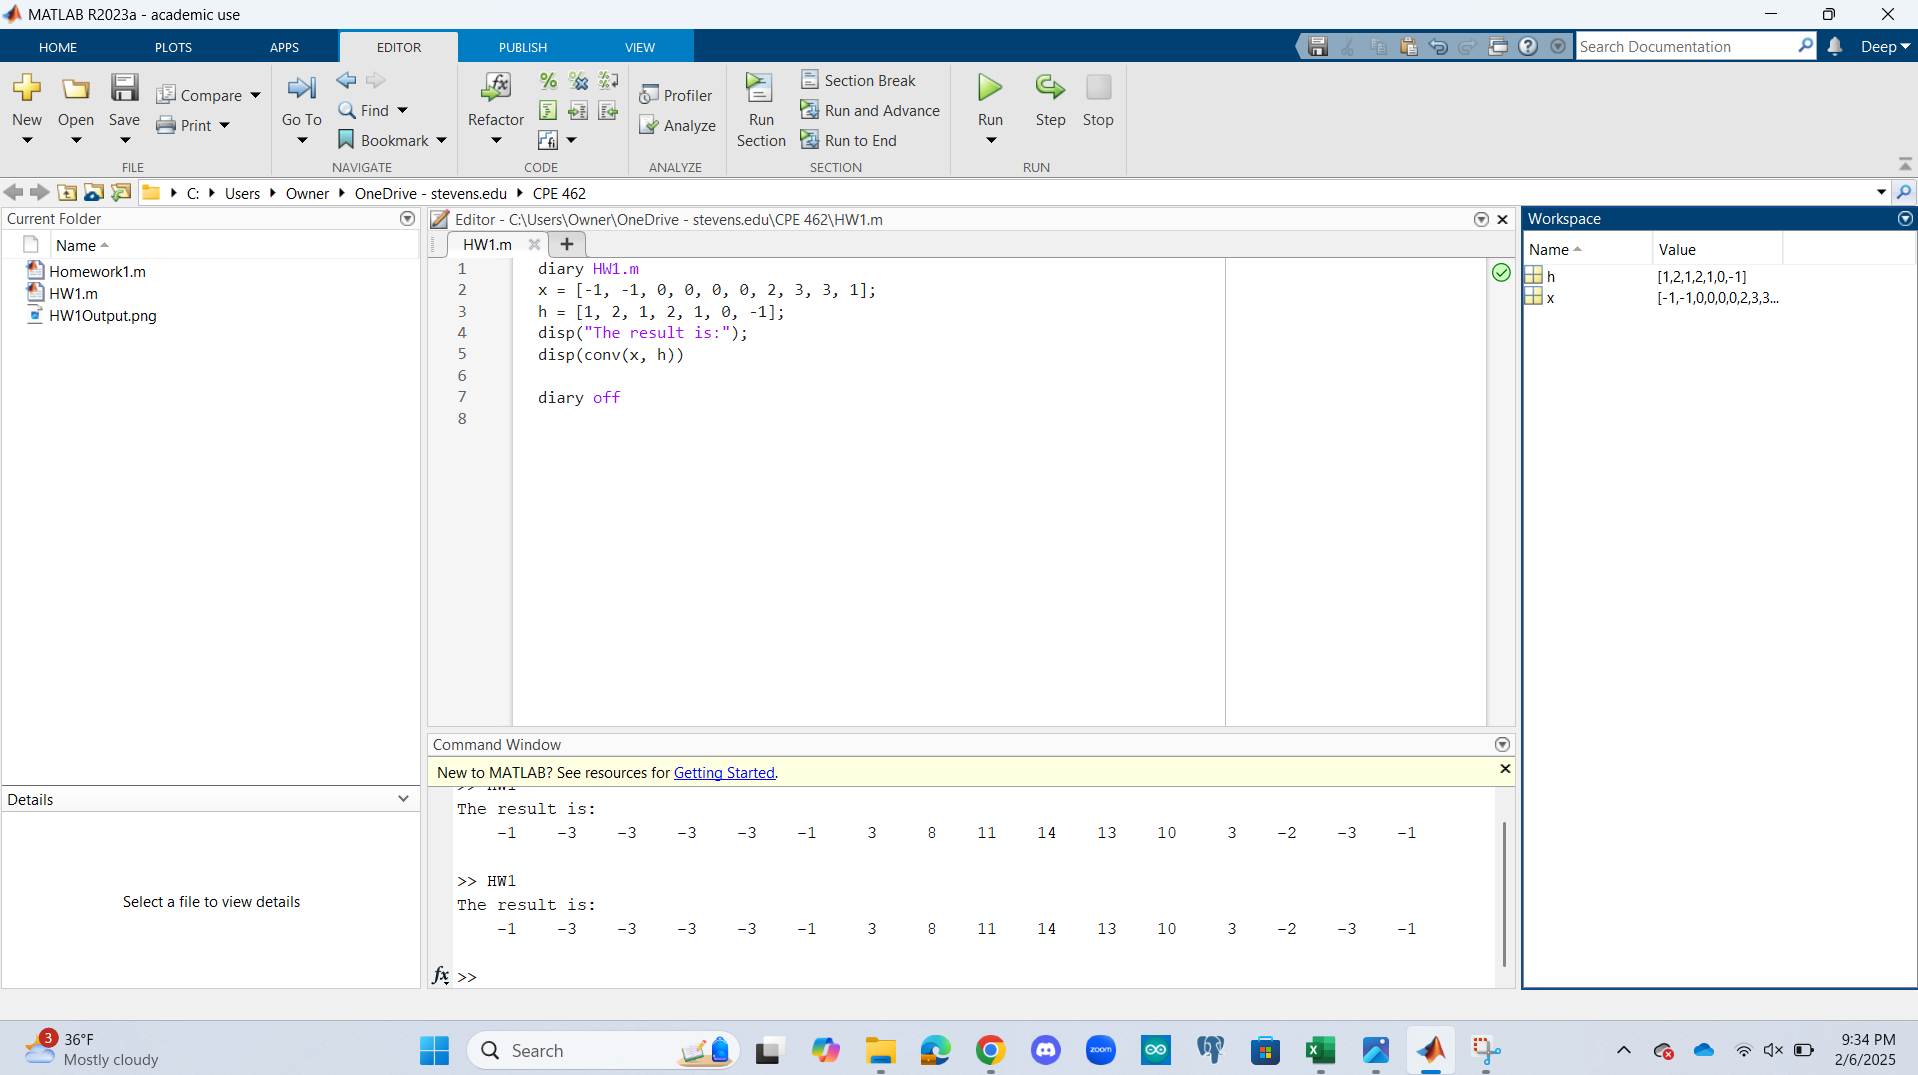 MATLAB R2023a - academic use
HOME PLOTS APPS EDITOR PUBLISH VIEW
Search Documentation
Deep
New Open Save Compare Print
FILE
Go To Find Bookmark
NAVIGATE
Refactor
CODE
Profiler
Analyze
ANALYZE
Run Section
Section Break
Run and Advance
Run to End
SECTION
Run Step Stop
RUN
C: Users Owner OneDrive - stevens.edu CPE 462
Current Folder
Name
Homework1.m
HW1.m
HW1Output.png
Details
Select a file to view details
Editor - C:\Users\Owner\OneDrive - stevens.edu\CPE 462\HW1.m
HW1.m
1 diary HW1.m
2 x = [-1, -1, 0, 0, 0, 0, 2, 3, 3, 1];
3 h = [1, 2, 1, 2, 1, 0, -1];
4 disp("The result is:");
5 disp(conv(x, h))
6
7 diary off
8
Command Window
New to MATLAB? See resources for Getting Started.
>> HW1
The result is:
-1 -3 -3 -3 -3 -1 3 8 11 14 13 10 3 -2 -3 -1
>> HW1
The result is:
-1 -3 -3 -3 -3 -1 3 8 11 14 13 10 3 -2 -3 -1
fx >>
Workspace
Name Value
h [1,2,1,2,1,0,-1]
x [-1,-1,0,0,0,0,2,3,3...
3
36°F
Mostly cloudy
Search
zoom
9:34 PM
2/6/2025